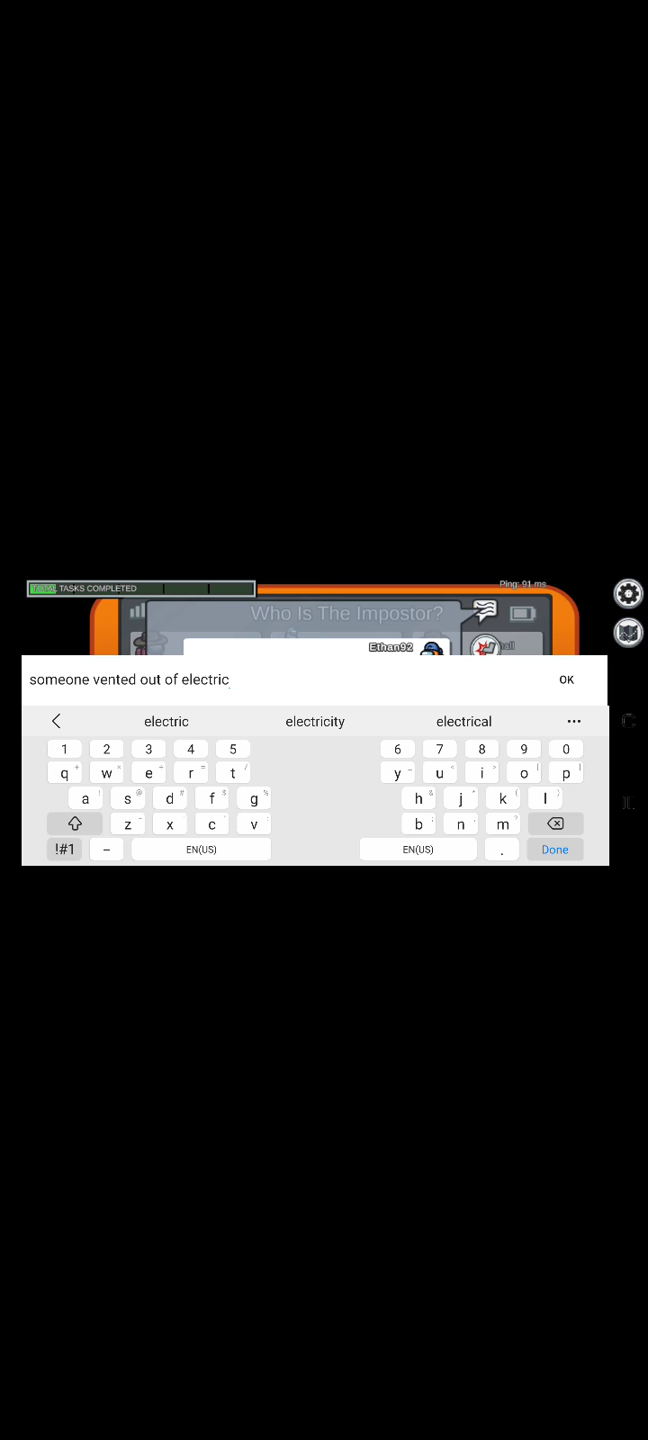 TASKS COMPLETED
Ping: 91 ms
Who Is The Impostor?
Ethan92
someone vented out of electric
OK
electric electricity electrical
1 2 3 4 5 6 7 8 9 0
q w e r t y u i o p
a s d f g h j k l
z x c v b n m
!#1 EN(US) EN(US) . Done